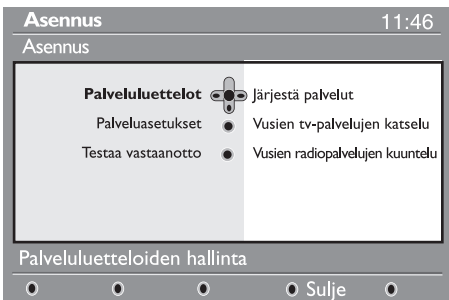 Asennus 11:46
Asennus
Palveluluettelot Järjestä palvelut
Palveluasetukset Vusien tv-palvelujen katselu
Testaa vastaanotto Vusien radiopalvelujen kuuntelu
Palveluluetteloiden hallinta
Sulje